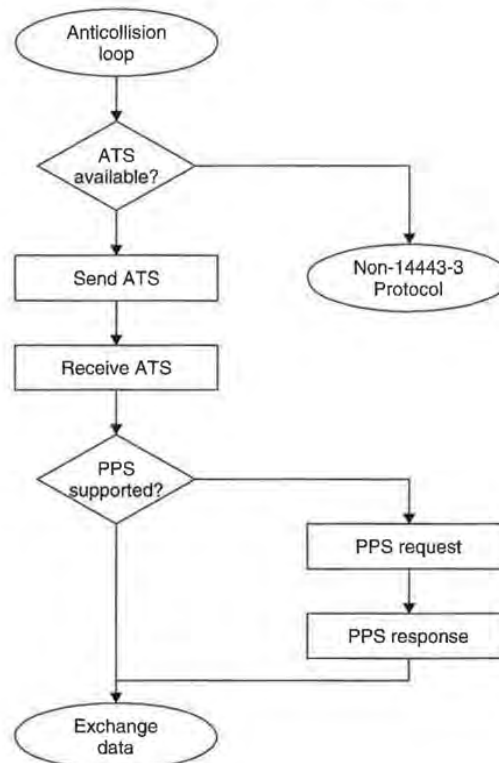 Anticollision
loop
ATS
available?
Send ATS
Non-14443-3
Protocol
Receive ATS
PPS
supported?
PPS request
PPS response
Exchange
data